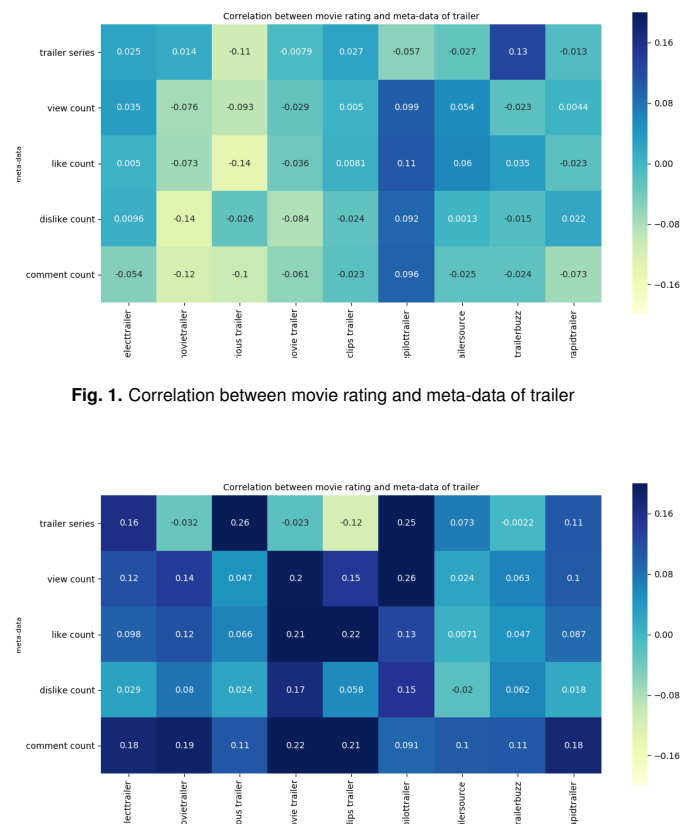 Correlation between movie rating and meta-data of trailer
trailer series 0.025 0.014 -0.11 -0.0079 0.027 -0.057 -0.027 0.13 -0.013
view count 0.035 -0.076 -0.093 -0.029 0.005 0.099 0.054 -0.023 0.0044
like count 0.005 -0.073 -0.14 -0.036 0.0081 0.11 0.06 0.035 -0.023
dislike count 0.0096 -0.14 -0.026 -0.084 -0.024 0.092 0.0013 -0.015 0.022
comment count -0.054 -0.12 -0.1 -0.061 -0.023 0.096 -0.025 -0.024 -0.073
meta-data
electtrailer novietrailer ious trailer ovie trailer clips trailer epilottrailer ailersource trailerbuzz rapidtrailer
0.16
0.08
0.00
-0.08
-0.16
Fig. 1. Correlation between movie rating and meta-data of trailer
Correlation between movie rating and meta-data of trailer
trailer series 0.16 -0.032 0.26 -0.023 -0.12 0.25 0.073 -0.0022 0.11
view count 0.12 0.14 0.047 0.2 0.15 0.26 0.024 0.063 0.1
like count 0.098 0.12 0.066 0.21 0.22 0.13 0.0071 0.047 0.087
dislike count 0.029 0.08 0.024 0.17 0.058 0.15 -0.02 0.062 0.018
comment count 0.18 0.19 0.11 0.22 0.21 0.091 0.1 0.11 0.18
meta-data
lecttrailer ovietrailer ous trailer vie trailer lips trailer pilottrailer ilersource railerbuzz apidtrailer
0.16
0.08
0.00
-0.08
-0.16